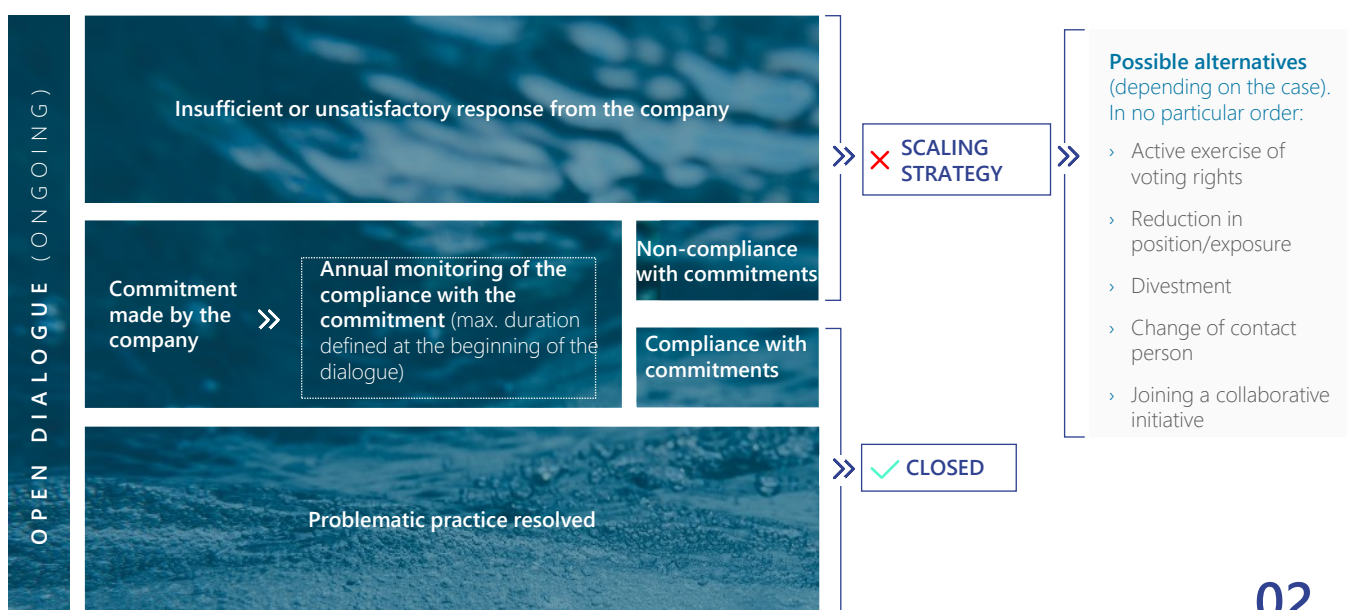 OPEN DIALOGUE (ONGOING)
Insufficient or unsatisfactory response from the company
Commitment
made by the
company
Annual monitoring of the
compliance with the
commitment (max. duration
defined at the beginning of the
dialogue)
Non-compliance
with commitments
Compliance with
commitments
Problematic practice resolved
SCALING
STRATEGY
CLOSED
Possible alternatives
(depending on the case).
In no particular order:
› Active exercise of
voting rights
› Reduction in
position/exposure
› Divestment
› Change of contact
person
› Joining a collaborative
initiative
02